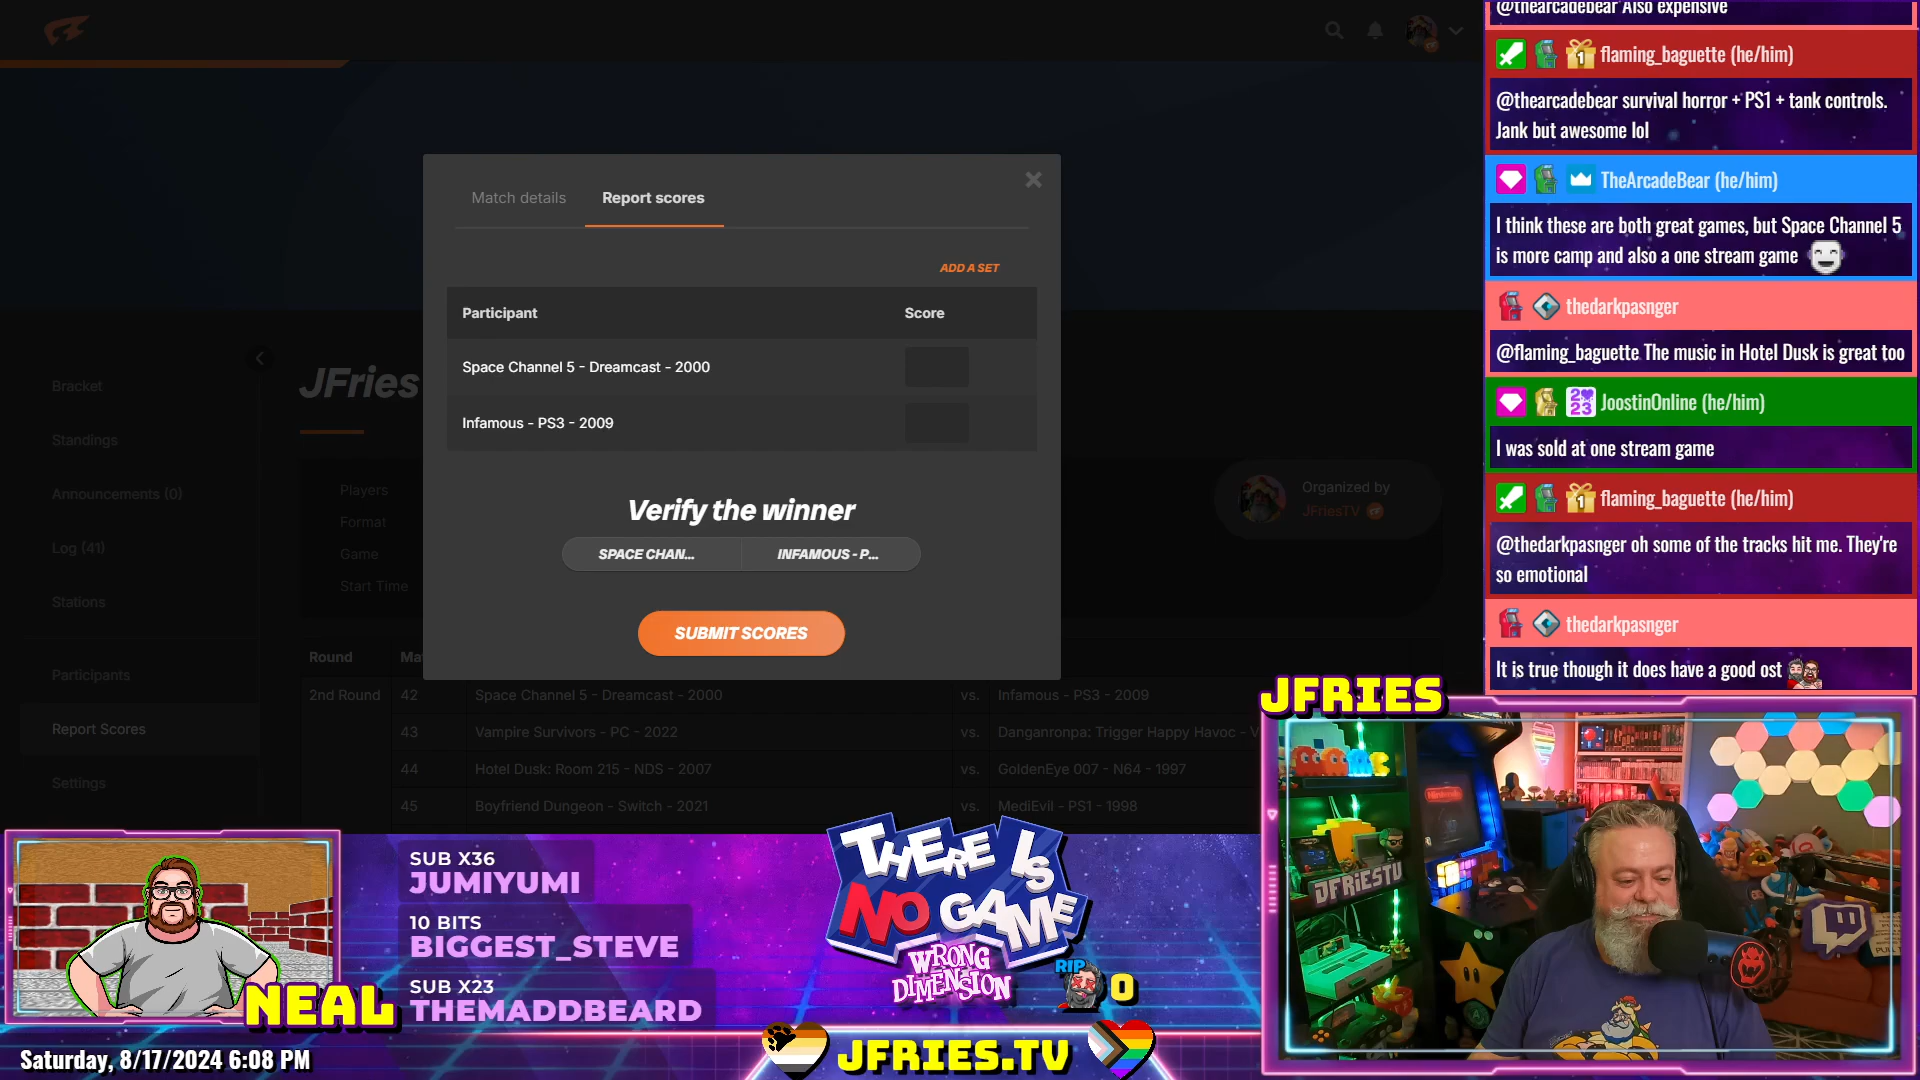 @thearcadebear Also expensive
flaming_baguette (he/him)
@thearcadebear survival horror + PS1 + tank controls.
Jank but awesome lol
TheArcadeBear (he/him)
I think these are both great games, but Space Channel 5
is more camp and also a one stream game
thedarkpasnger
@flaming_baguette The music in Hotel Dusk is great too
JoostinOnline (he/him)
I was sold at one stream game
flaming_baguette (he/him)
@thedarkpasnger oh some of the tracks hit me. They're
so emotional
thedarkpasnger
It is true though it does have a good ost
Match details
Report scores
ADD A SET
Participant Score
Space Channel 5 - Dreamcast - 2000
Infamous - PS3 - 2009
Verify the winner
SPACE CHAN... INFAMOUS - P...
SUBMIT SCORES
Bracket
Standings
Announcements (0)
Log (41)
Stations
Participants
Report Scores
Settings
JFries
Players
Format
Game
Start Time
Organized by
JFriesTV
Round Ma
2nd Round 42 Space Channel 5 - Dreamcast - 2000 vs. Infamous - PS3 - 2009
43 Vampire Survivors - PC - 2022 vs. Danganronpa: Trigger Happy Havoc - V
44 Hotel Dusk: Room 215 - NDS - 2007 vs. GoldenEye 007 - N64 - 1997
45 Boyfriend Dungeon - Switch - 2021 vs. MediEvil - PS1 - 1998
JFRIES
Nintendo
DFRIESTV
NEAL
SUB X36
JUMIYUMI
10 BITS
BIGGEST_STEVE
SUB X23
THEMADDBEARD
THERE IS
NO GAME
WRONG
DIMENSION
RIP
0
JFRIES.TV
Saturday, 8/17/2024 6:08 PM